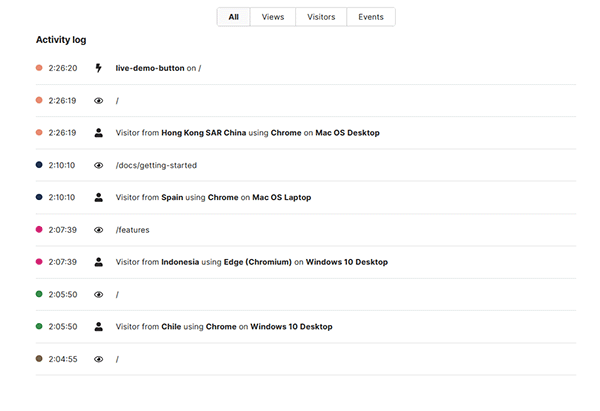 All Views Visitors Events
Activity log
2:26:20 live-demo-button on /
2:26:19 /
2:26:19 Visitor from Hong Kong SAR China using Chrome on Mac OS Desktop
2:10:10 /docs/getting-started
2:10:10 Visitor from Spain using Chrome on Mac OS Laptop
2:07:39 /features
2:07:39 Visitor from Indonesia using Edge (Chromium) on Windows 10 Desktop
2:05:50 /
2:05:50 Visitor from Chile using Chrome on Windows 10 Desktop
2:04:55 /